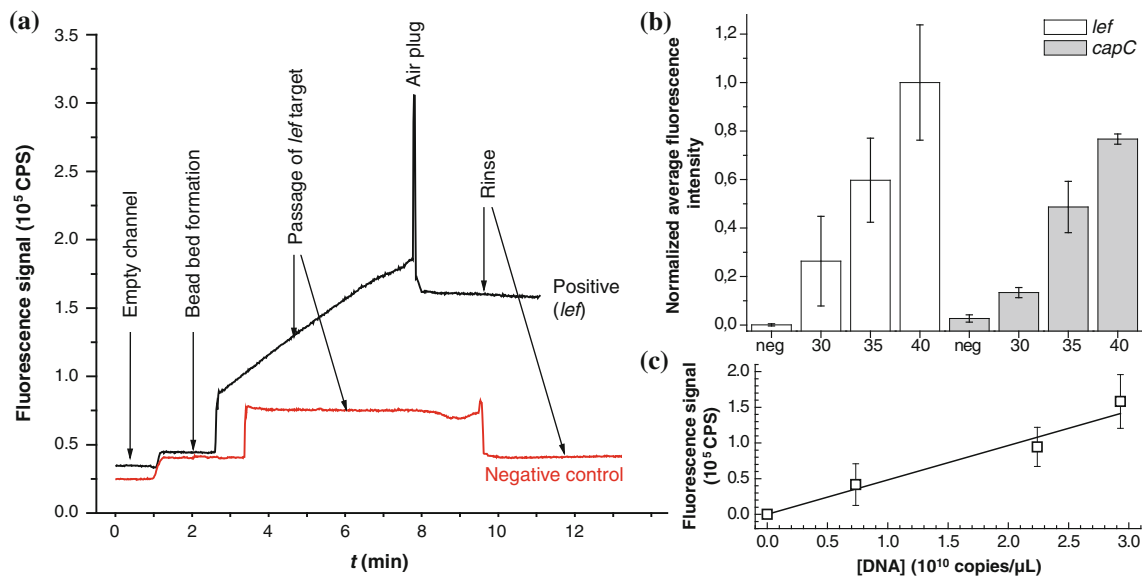 (a)
Fluorescence signal (10⁵ CPS)
3.5
3.0
2.5
2.0
1.5
1.0
0.5
0.0
Empty channel
Bead bed formation
Passage of lef target
Air plug
Rinse
Positive
(lef)
Negative control
0 2 4 6 8 10 12
t (min)
(b)
Normalized average fluorescence
intensity
1,2
1,0
0,8
0,6
0,4
0,2
0,0
lef
capC
neg 30 35 40 neg 30 35 40
(c)
Fluorescence signal
(10⁵ CPS)
2.0
1.5
1.0
0.5
0.0
0.0 0.5 1.0 1.5 2.0 2.5 3.0
[DNA] (10¹⁰ copies/µL)